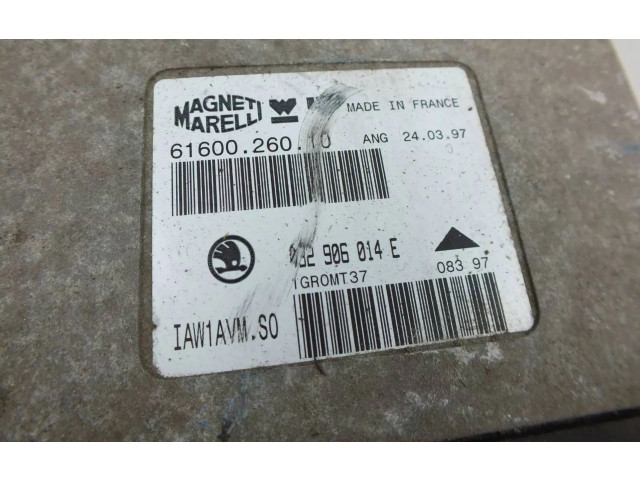 MAGNETI
MARELLI
MADE IN FRANCE
61600.260.10
ANG 24.03.97
032 906 014 E
IGROMT37
083 97
IAW1AVM.S0